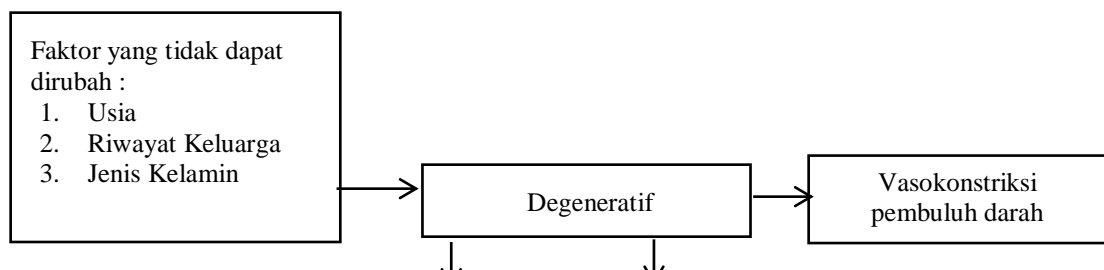 Faktor yang tidak dapat
dirubah :
1. Usia
2. Riwayat Keluarga
3. Jenis Kelamin
Degeneratif
Vasokonstriksi
pembuluh darah